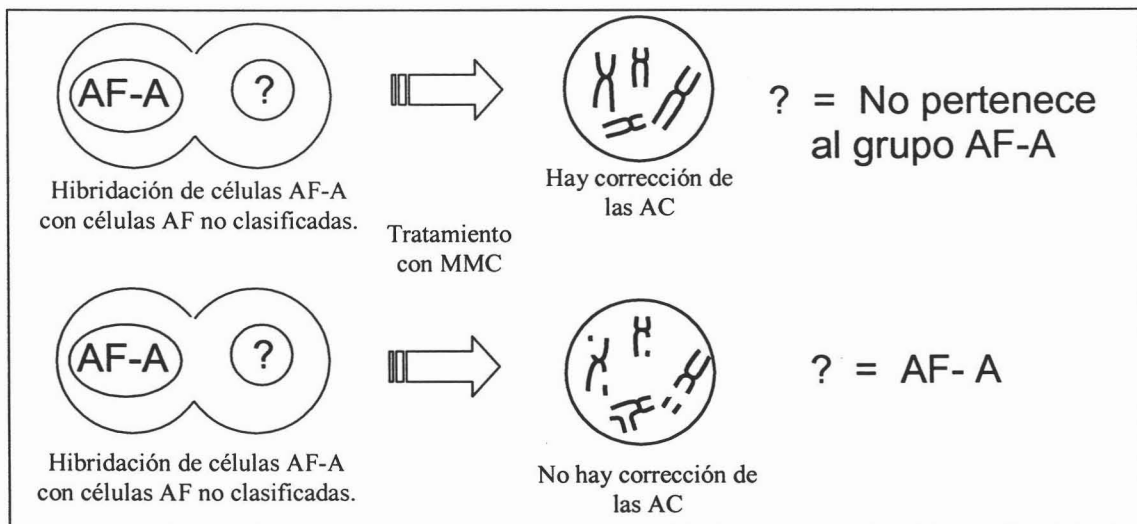 AF-A
?
Hibridación de células AF-A
con células AF no clasificadas.
Tratamiento
con MMC
Hay corrección de
las AC
? = No pertenece
al grupo AF-A
AF-A
?
Hibridación de células AF-A
con células AF no clasificadas.
No hay corrección de
las AC
? = AF- A